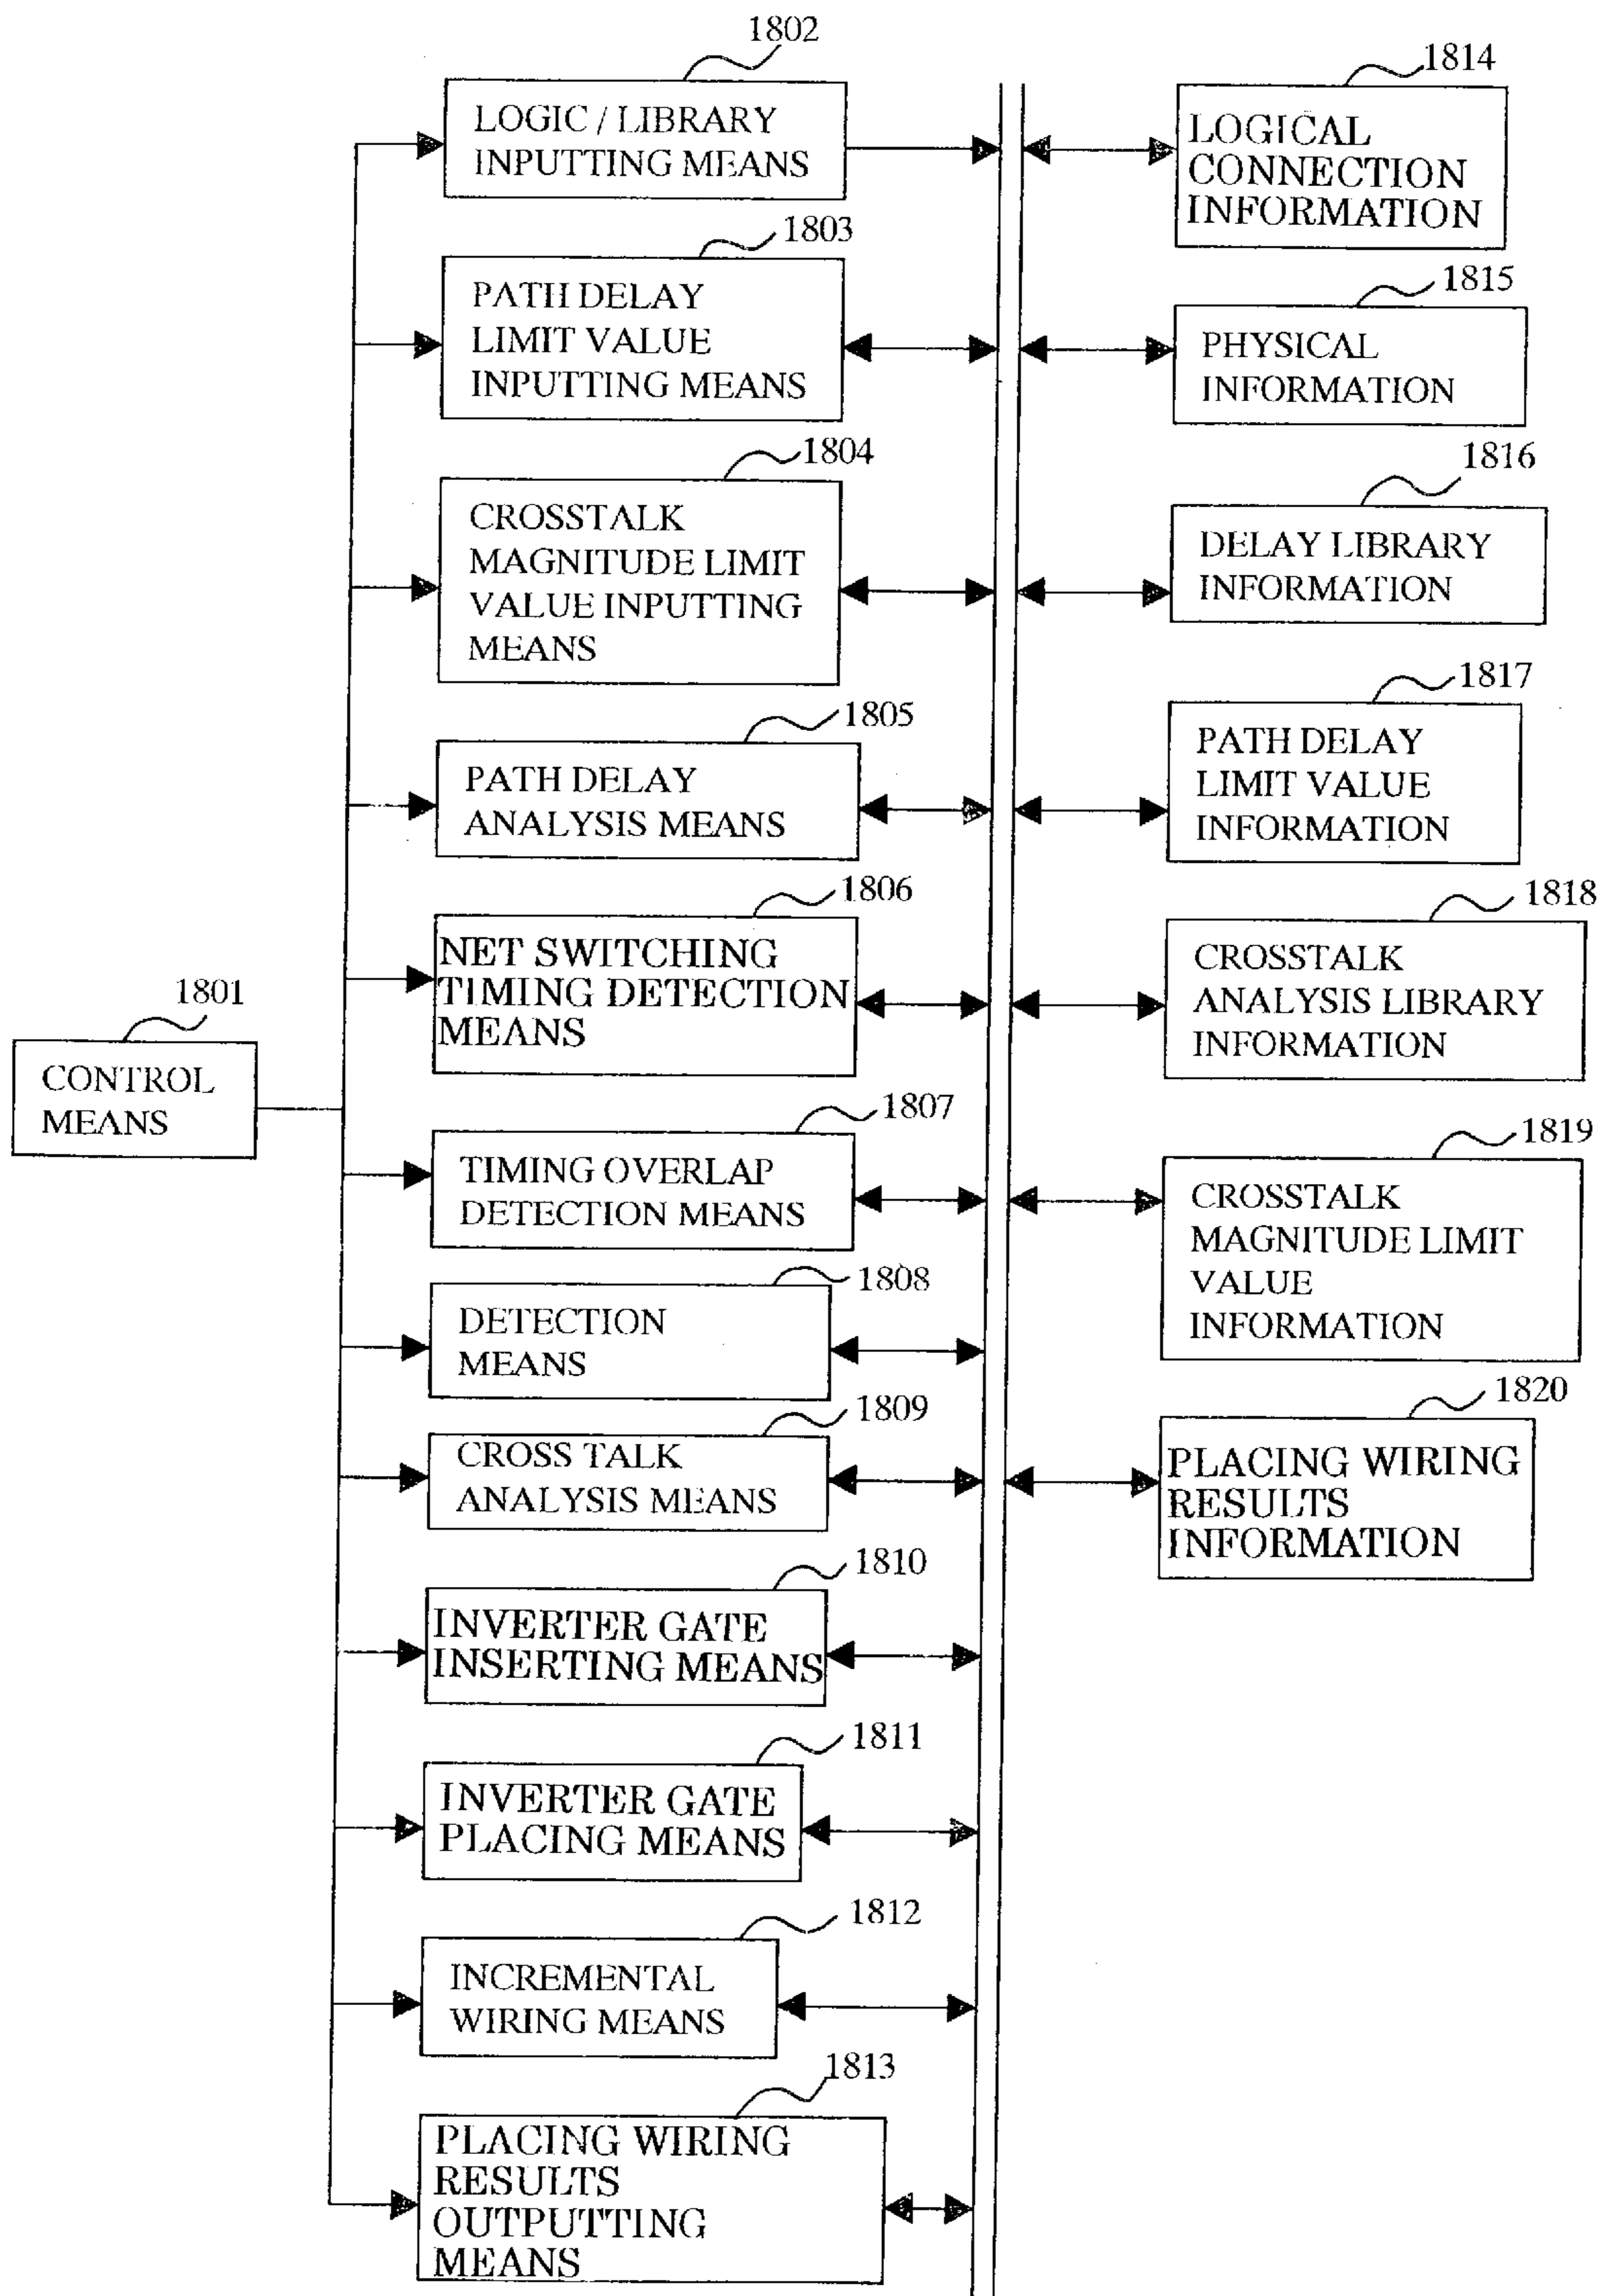 1802
LOGIC / LIBRARY
INPUTTING MEANS
1803
PATH DELAY
LIMIT VALUE
INPUTTING MEANS
1804
CROSSTALK
MAGNITUDE LIMIT
VALUE INPUTTING
MEANS
1805
PATH DELAY
ANALYSIS MEANS
1806
NET SWITCHING
TIMING DETECTION
MEANS
1801
CONTROL
MEANS
1807
TIMING OVERLAP
DETECTION MEANS
1808
DETECTION
MEANS
1809
CROSS TALK
ANALYSIS MEANS
1810
INVERTER GATE
INSERTING MEANS
1811
INVERTER GATE
PLACING MEANS
1812
INCREMENTAL
WIRING MEANS
1813
PLACING WIRING
RESULTS
OUTPUTTING
MEANS
1814
LOGICAL
CONNECTION
INFORMATION
1815
PHYSICAL
INFORMATION
1816
DELAY LIBRARY
INFORMATION
1817
PATH DELAY
LIMIT VALUE
INFORMATION
1818
CROSSTALK
ANALYSIS LIBRARY
INFORMATION
1819
CROSSTALK
MAGNITUDE LIMIT
VALUE
INFORMATION
1820
PLACING WIRING
RESULTS
INFORMATION